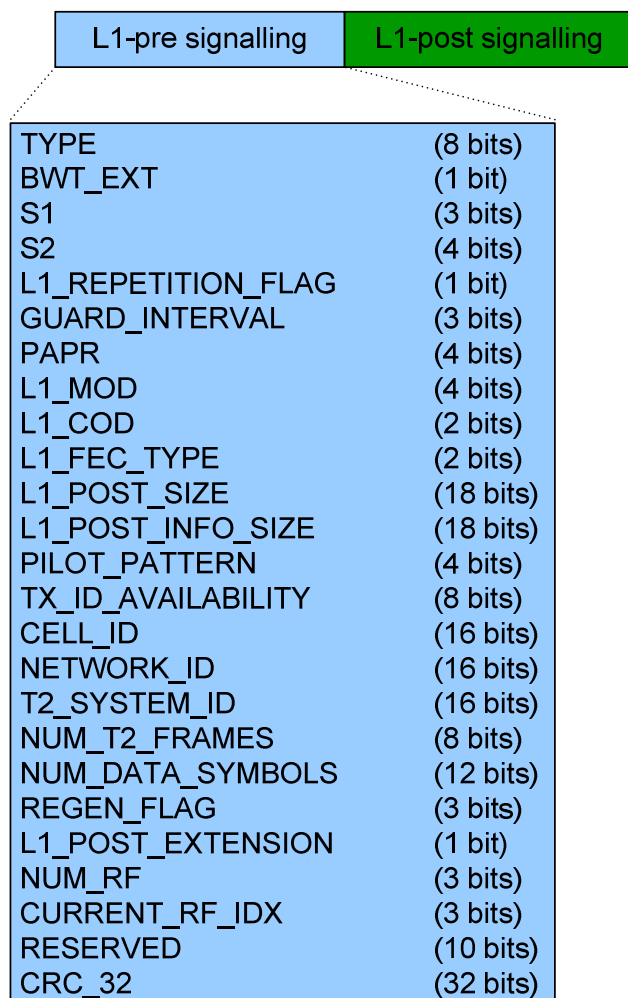 L1-pre signalling L1-post signalling
TYPE (8 bits)
BWT_EXT (1 bit)
S1 (3 bits)
S2 (4 bits)
L1_REPETITION_FLAG (1 bit)
GUARD_INTERVAL (3 bits)
PAPR (4 bits)
L1_MOD (4 bits)
L1_COD (2 bits)
L1_FEC_TYPE (2 bits)
L1_POST_SIZE (18 bits)
L1_POST_INFO_SIZE (18 bits)
PILOT_PATTERN (4 bits)
TX_ID_AVAILABILITY (8 bits)
CELL_ID (16 bits)
NETWORK_ID (16 bits)
T2_SYSTEM_ID (16 bits)
NUM_T2_FRAMES (8 bits)
NUM_DATA_SYMBOLS (12 bits)
REGEN_FLAG (3 bits)
L1_POST_EXTENSION (1 bit)
NUM_RF (3 bits)
CURRENT_RF_IDX (3 bits)
RESERVED (10 bits)
CRC_32 (32 bits)